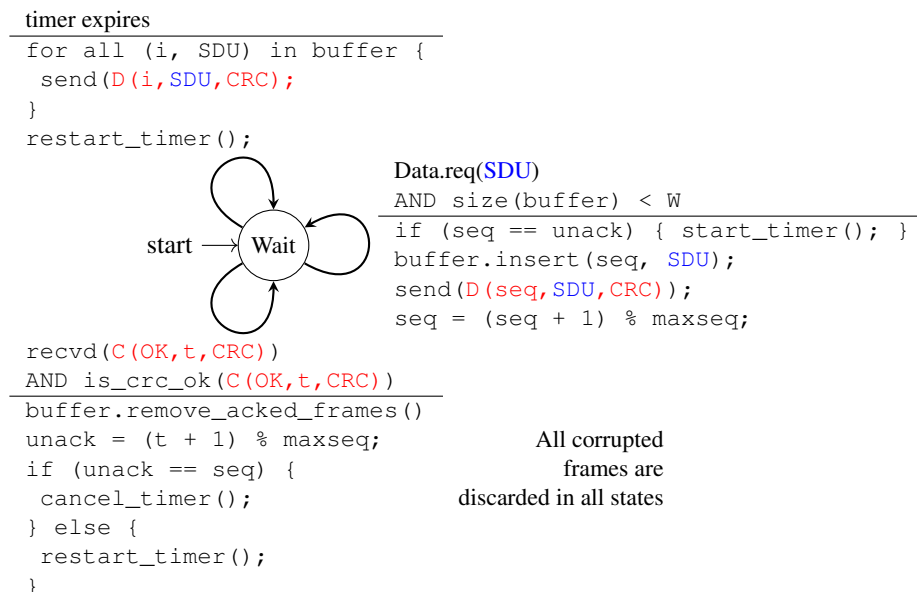 timer expires
for all (i, SDU) in buffer {
send(D(i,SDU,CRC);
}
restart_timer();
Data.req(SDU)
AND size(buffer) < W
if (seq == unack) { start_timer(); }
buffer.insert(seq, SDU);
send(D(seq,SDU,CRC));
seq = (seq + 1) % maxseq;
start
Wait
recvd(C(OK,t,CRC))
AND is_crc_ok(C(OK,t,CRC))
buffer.remove_acked_frames()
unack = (t + 1) % maxseq;
if (unack == seq) {
cancel_timer();
} else {
restart_timer();
}
All corrupted
frames are
discarded in all states